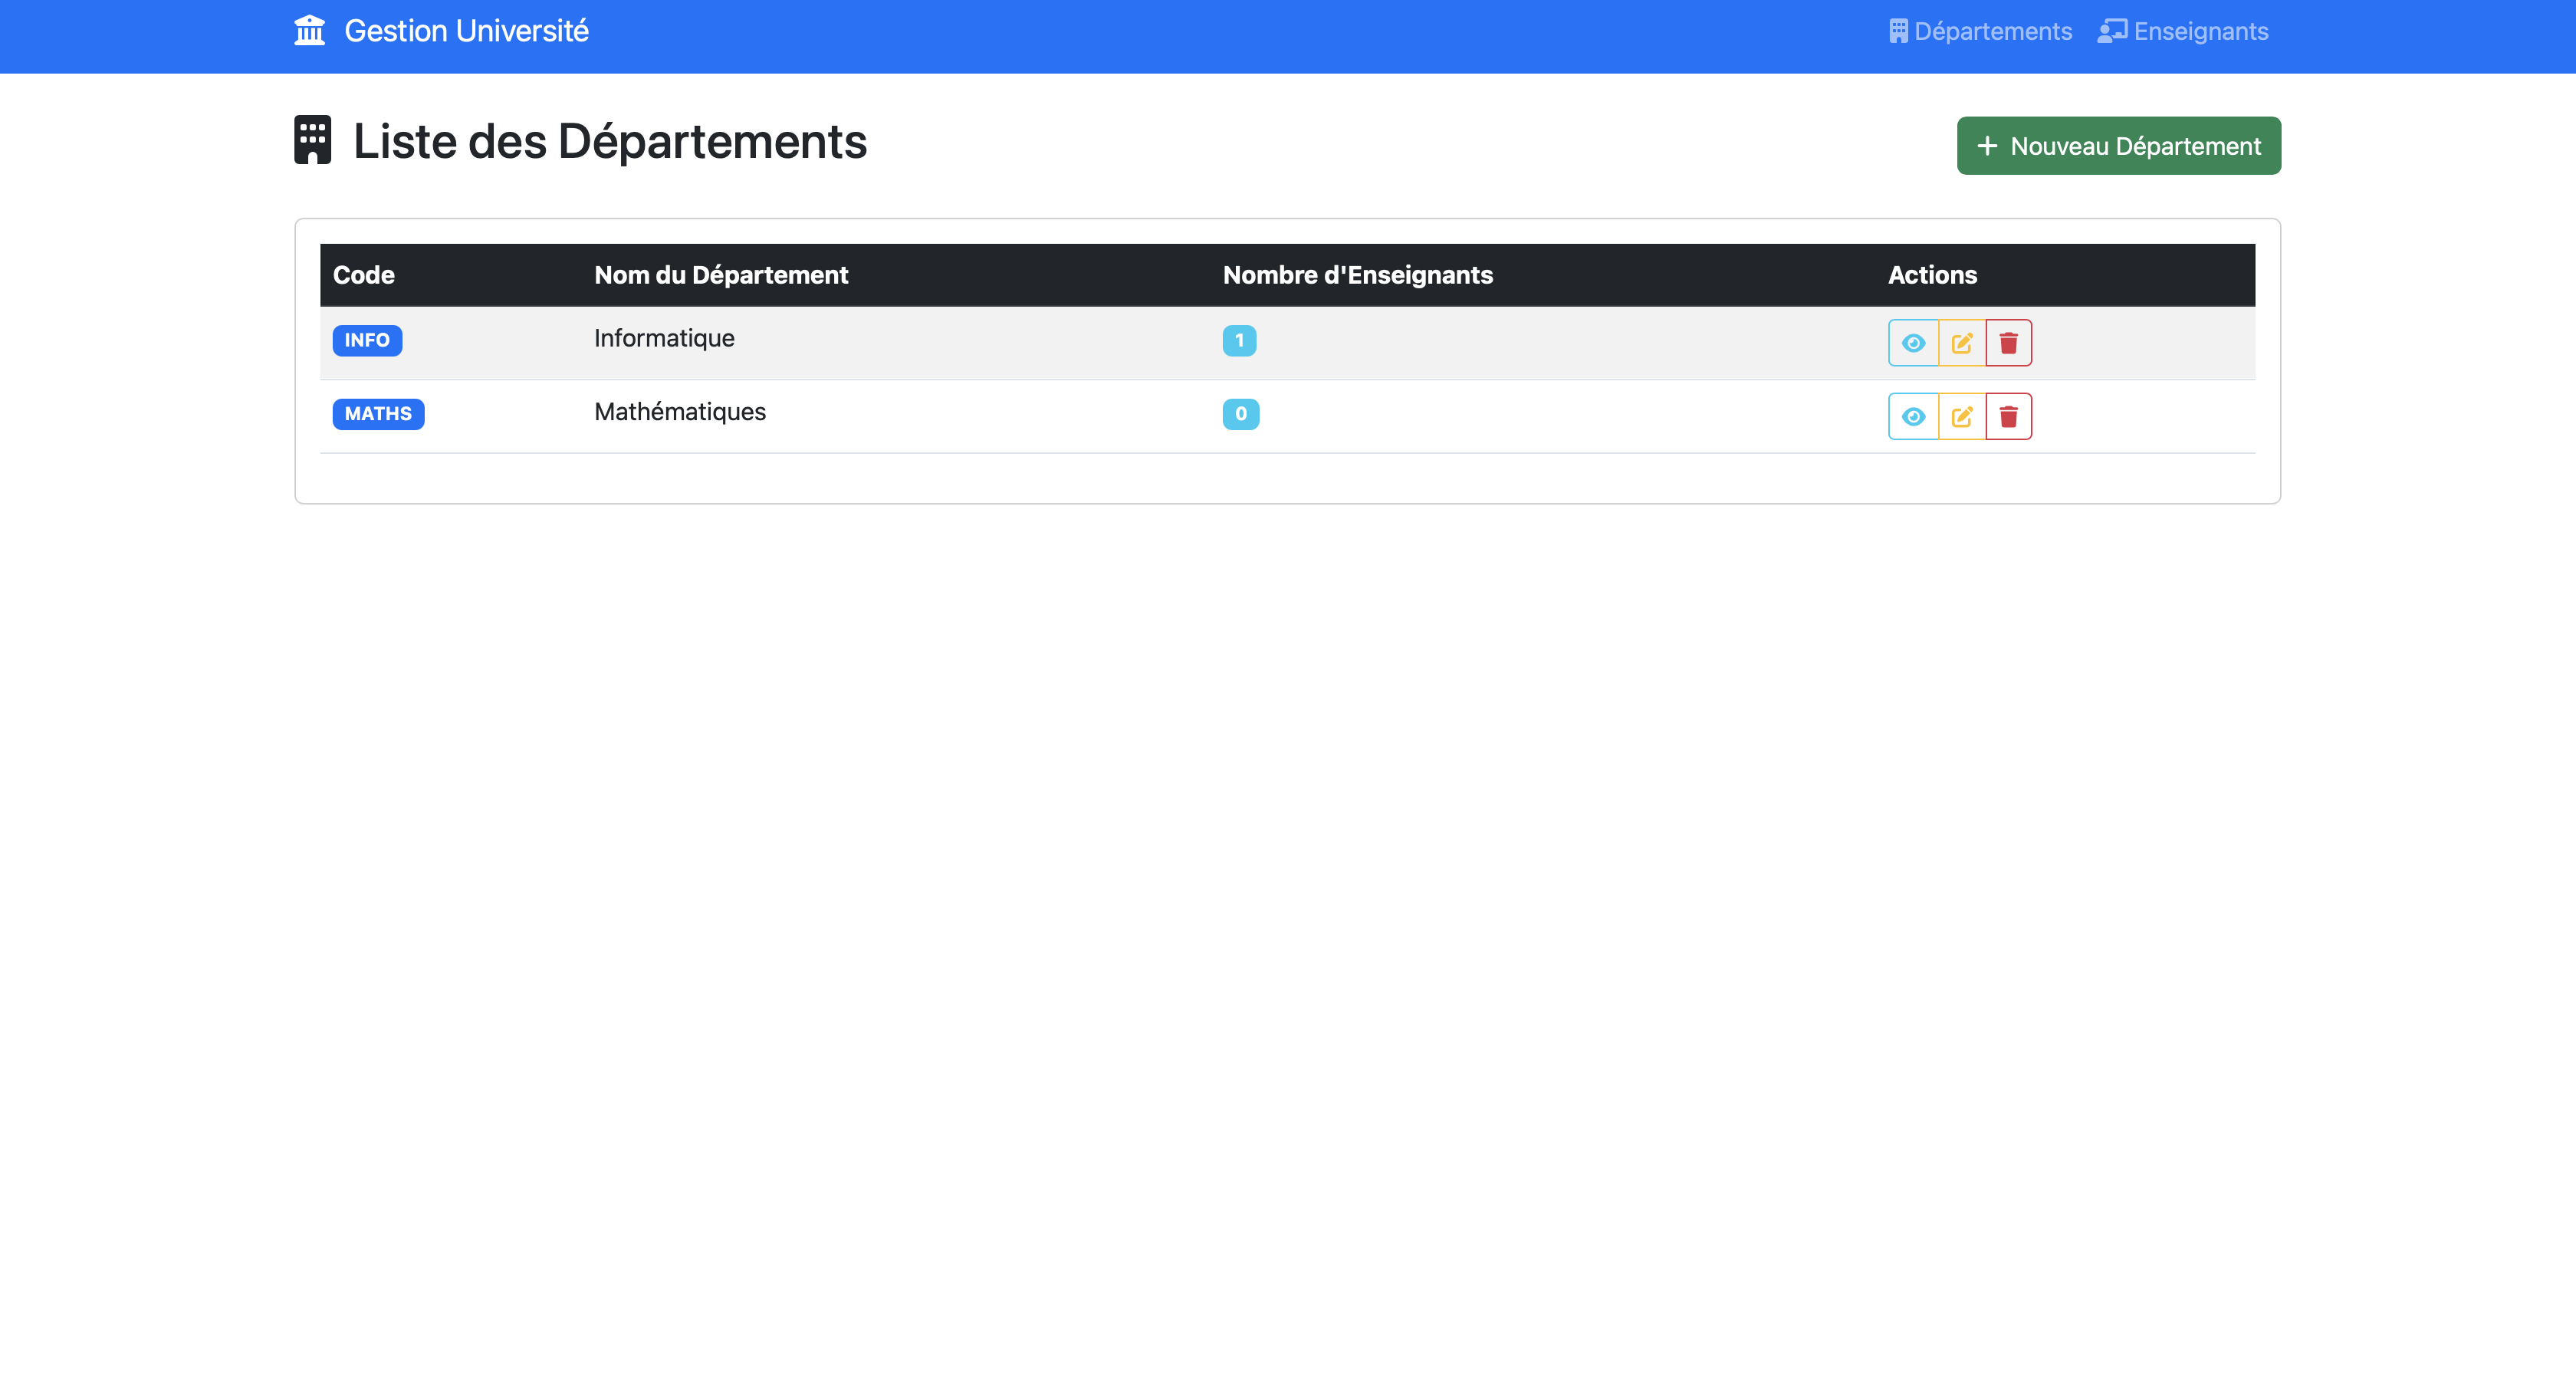 Gestion Université Départements Enseignants
Liste des Départements
+ Nouveau Département
Code Nom du Département Nombre d'Enseignants Actions
INFO Informatique 1
MATHS Mathématiques 0